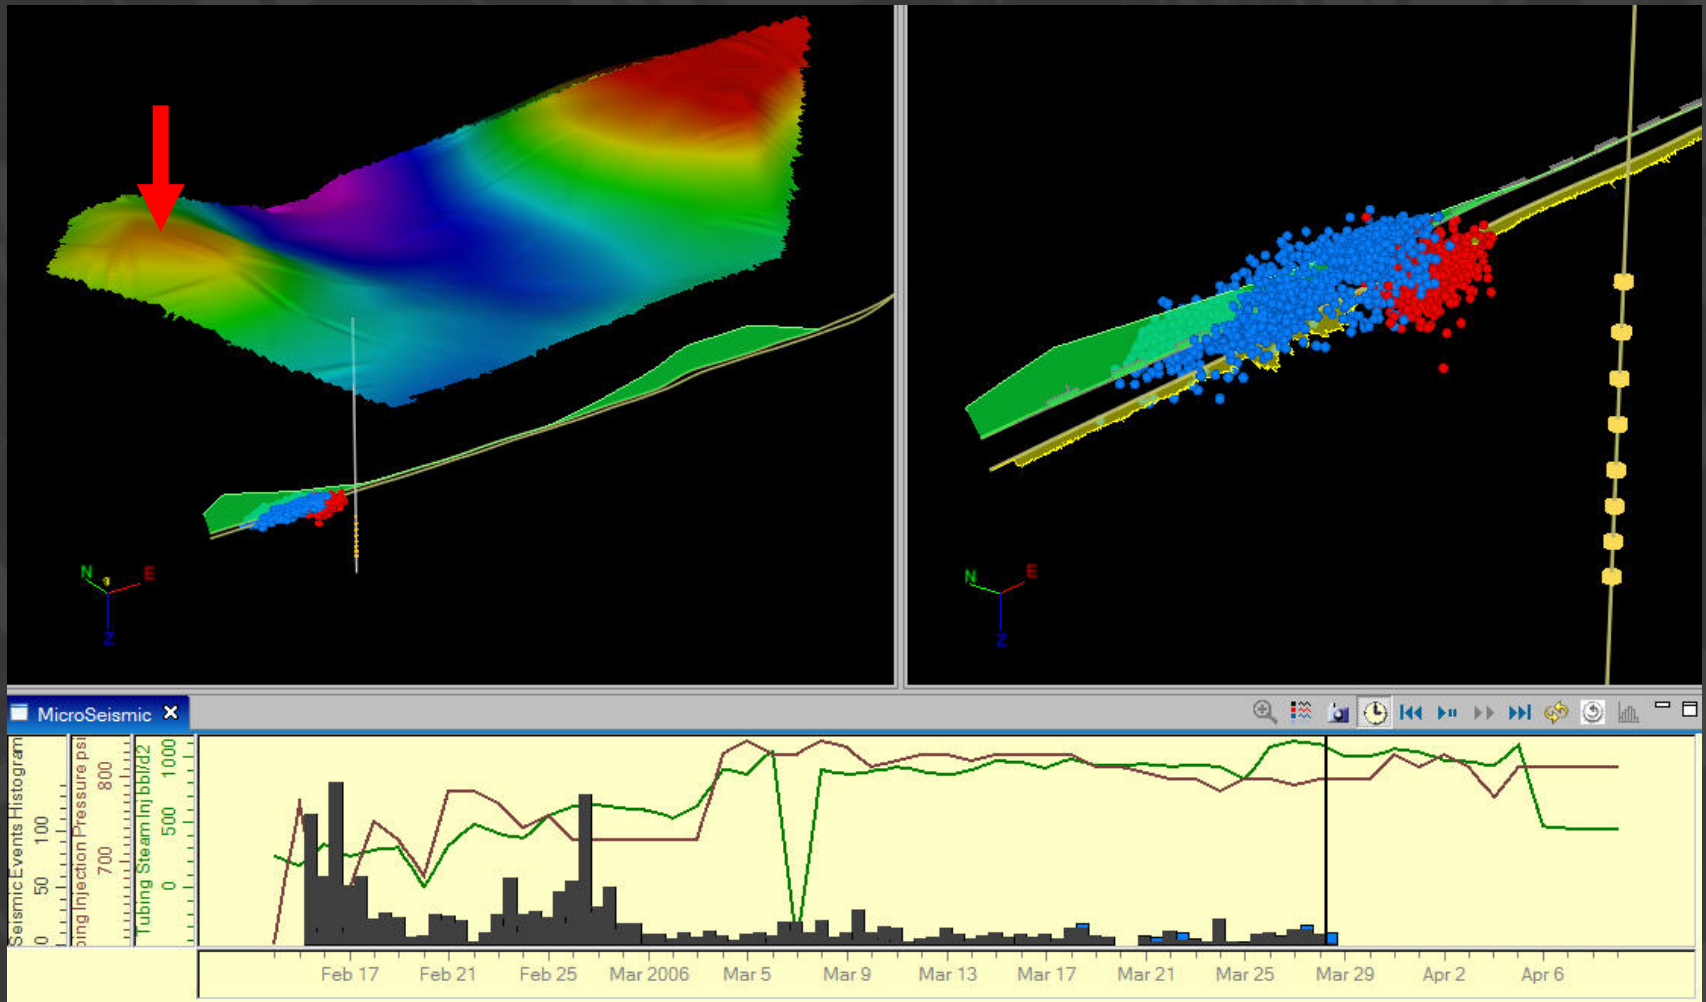 N
E
Z
N
E
Z
MicroSeismic
Seismic Events Histogram
0
50
100
ing Injection Pressure psi
700
800
Tubing Steam Inj bbl/d2
0
500
1000
Feb 17
Feb 21
Feb 25
Mar 2006
Mar 5
Mar 9
Mar 13
Mar 17
Mar 21
Mar 25
Mar 29
Apr 2
Apr 6